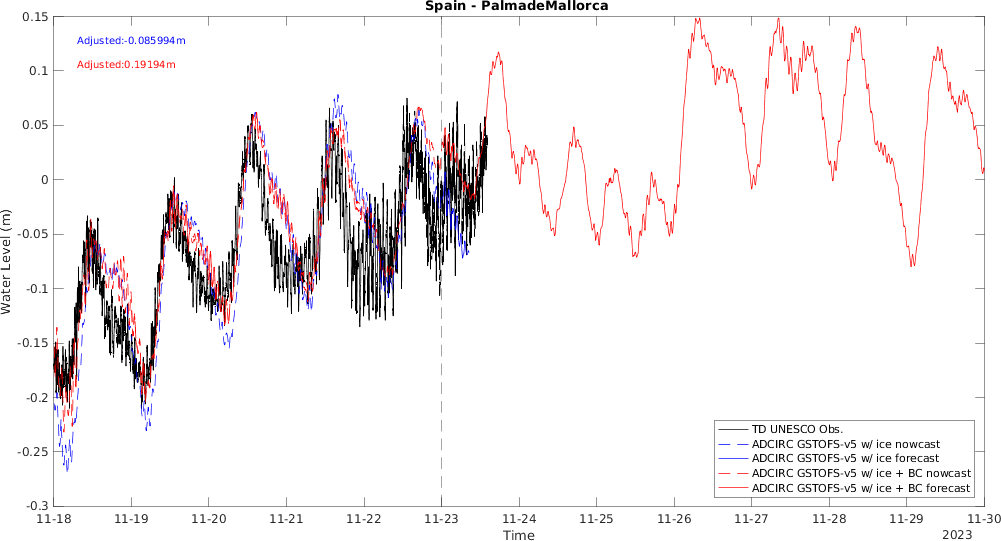 Spain - PalmadeMallorca
Adjusted:-0.085994m
Adjusted:0.19194m
Water Level (m)
0.15
0.1
0.05
0
-0.05
-0.1
-0.15
-0.2
-0.25
-0.3
TD UNESCO Obs.
ADCIRC GSTOFS-v5 w/ ice nowcast
ADCIRC GSTOFS-v5 w/ ice forecast
ADCIRC GSTOFS-v5 w/ ice + BC nowcast
ADCIRC GSTOFS-v5 w/ ice + BC forecast
11-18 11-19 11-20 11-21 11-22 11-23 11-24 11-25 11-26 11-27 11-28 11-29 11-30
Time
2023